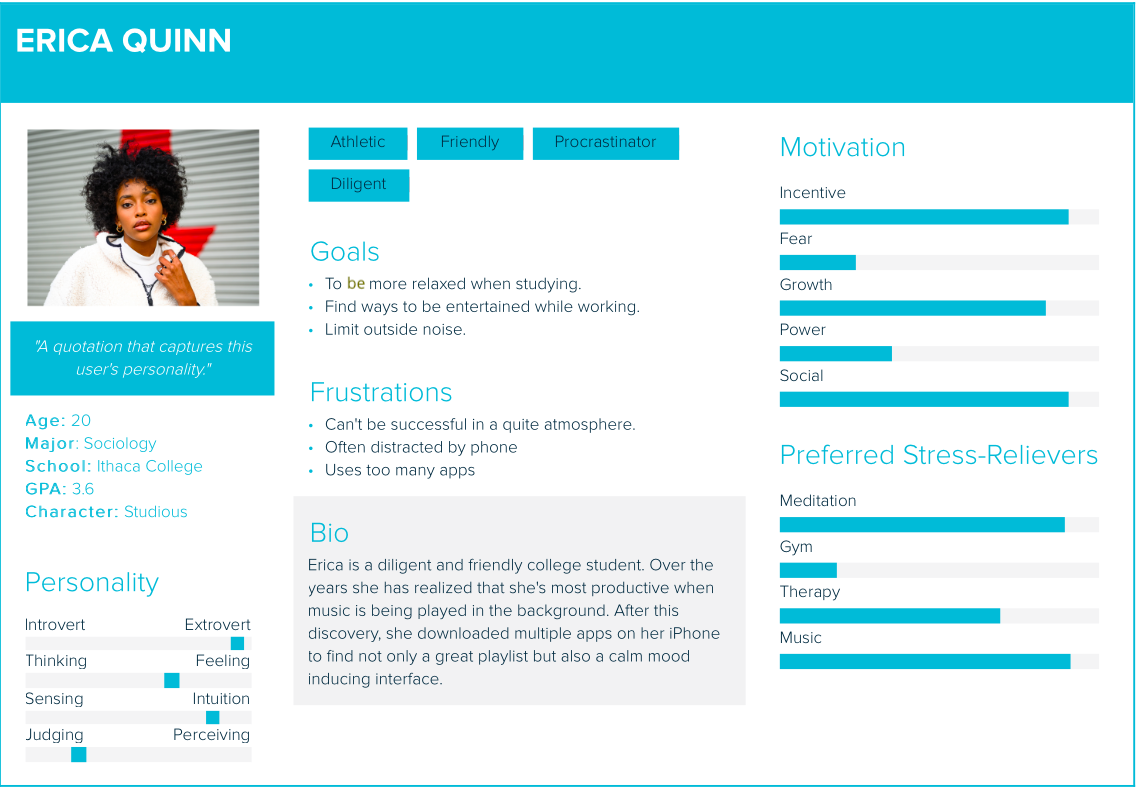 ERICA QUINN
"A quotation that captures this
user's personality."
Age: 20
Major: Sociology
School: Ithaca College
GPA: 3.6
Character: Studious
Personality
Introvert Extrovert
Thinking Feeling
Sensing Intuition
Judging Perceiving
Athletic Friendly Procrastinator
Diligent
Goals
• To be more relaxed when studying.
• Find ways to be entertained while working.
• Limit outside noise.
Frustrations
• Can't be successful in a quite atmosphere.
• Often distracted by phone
• Uses too many apps
Bio
Erica is a diligent and friendly college student. Over the
years she has realized that she's most productive when
music is being played in the background. After this
discovery, she downloaded multiple apps on her iPhone
to find not only a great playlist but also a calm mood
inducing interface.
Motivation
Incentive
Fear
Growth
Power
Social
Preferred Stress-Relievers
Meditation
Gym
Therapy
Music